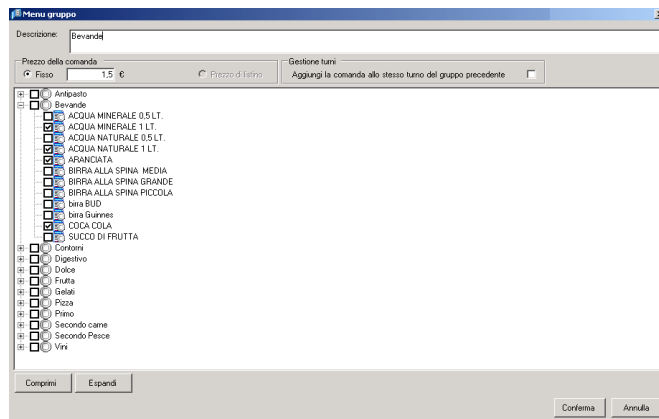 Menu gruppo
Descrizione: Bevande
Prezzo della comanda
Fisso 1,5 € Prezzo di listino
Gestione turni
Aggiungi la comanda allo stesso turno del gruppo precedente
Antipasto
Bevande
ACQUA MINERALE 0,5 LT.
ACQUA MINERALE 1 LT.
ACQUA NATURALE 0,5 LT.
ACQUA NATURALE 1 LT.
ARANCIATA
BIRRA ALLA SPINA MEDIA
BIRRA ALLA SPINA GRANDE
BIRRA ALLA SPINA PICCOLA
birra BUD
birra Guinnes
COCA COLA
SUCCO DI FRUTTA
Contorni
Digestivo
Dolce
Frutta
Gelati
Pizza
Primo
Secondo carne
Secondo Pesce
Vini
Comprimi Espandi
Conferma Annulla